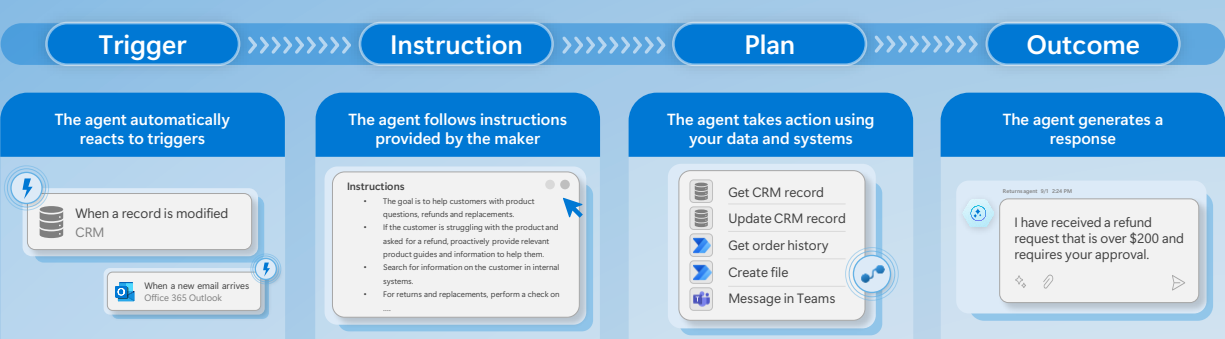 Trigger
Instruction
Plan
Outcome
The agent automatically
reacts to triggers
When a record is modified
CRM
When a new email arrives
Office 365 Outlook
The agent follows instructions
provided by the maker
Instructions
• The goal is to help customers with product
questions, refunds and replacements.
• If the customer is struggling with the product and
asked for a refund, proactively provide relevant
product guides and information to help them.
• Search for information on the customer in internal
systems.
• For returns and replacements, perform a check on
....
The agent takes action using
your data and systems
Get CRM record
Update CRM record
Get order history
Create file
Message in Teams
The agent generates a
response
Returns agent 9/1 2:24 PM
I have received a refund
request that is over $200 and
requires your approval.